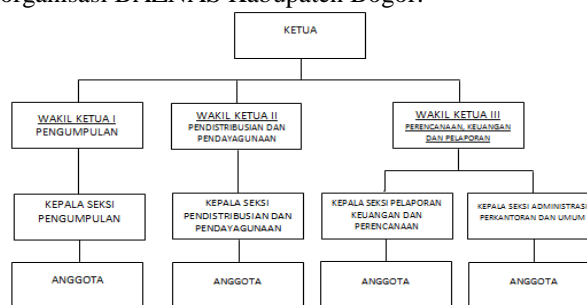 organisasi BAZNAS Kabupaten Bogor.
KETUA
WAKIL KETUA I
PENGUMPULAN
WAKIL KETUA II
PENDISTRIBUSIAN DAN
PENDAYAGUNAAN
WAKIL KETUA III
PERENCANAAN, KEUANGAN
DAN PELAPORAN
KEPALA SEKSI
PENGUMPULAN
KEPALA SEKSI
PENDISTRIBUSIAN DAN
PENDAYAGUNAAN
KEPALA SEKSI PELAPORAN
KEUANGAN DAN
PERENCANAAN
KEPALA SEKSI ADMINISTRASI
PERKANTORAN DAN UMUM
ANGGOTA
ANGGOTA
ANGGOTA
ANGGOTA